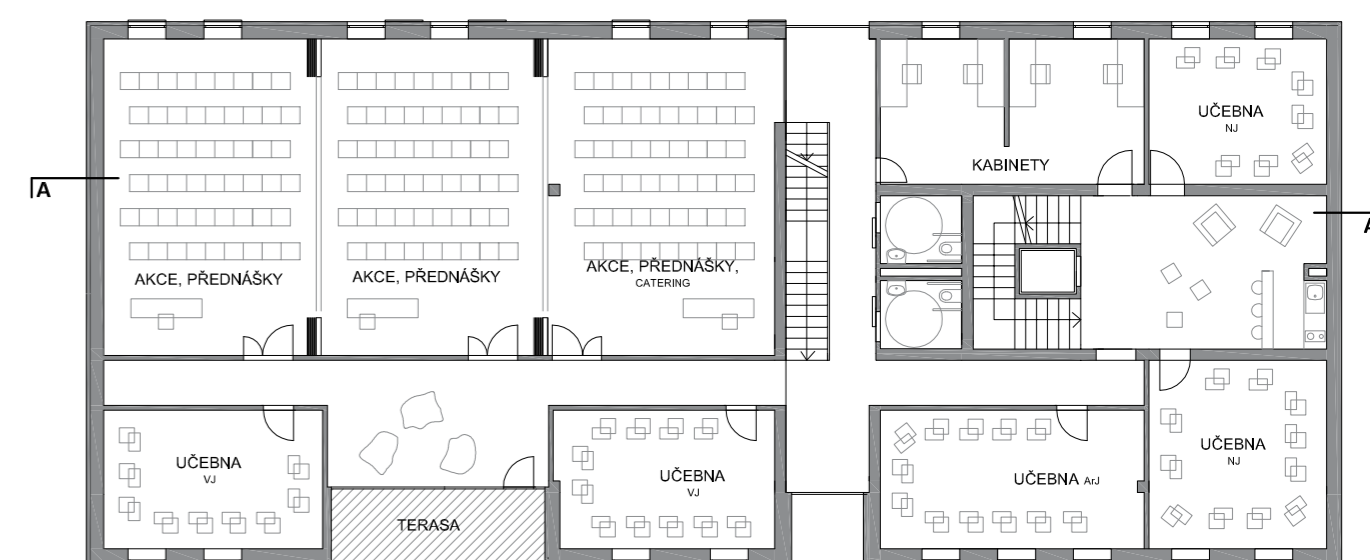 UČEBNA
NJ
KABINETY
A
A
AKCE, PŘEDNÁŠKY
AKCE, PŘEDNÁŠKY
AKCE, PŘEDNÁŠKY,
CATERING
UČEBNA
VJ
TERASA
UČEBNA
VJ
UČEBNA ArJ
UČEBNA
NJ